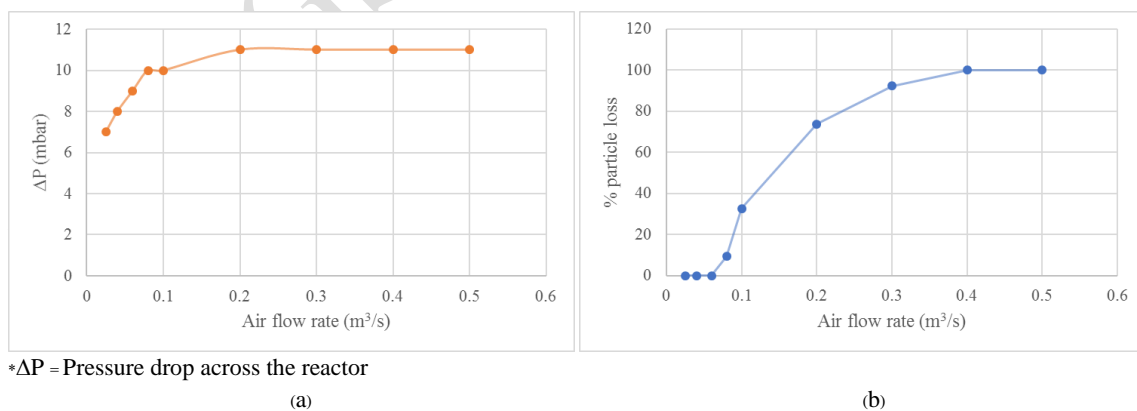 12
10
8
6
4
2
0
ΔP (mbar)
0 0.1 0.2 0.3 0.4 0.5 0.6
Air flow rate (m³/s)
120
100
80
60
40
20
0
% particle loss
0 0.1 0.2 0.3 0.4 0.5 0.6
Air flow rate (m³/s)
*ΔP = Pressure drop across the reactor
(a) (b)